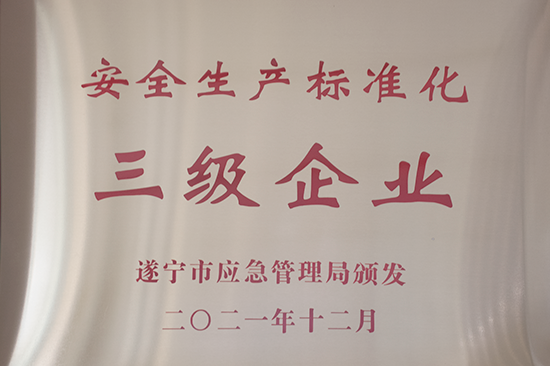 安全生产标准化
三级企业
遂宁市应急管理局颁发
二〇二一年十二月